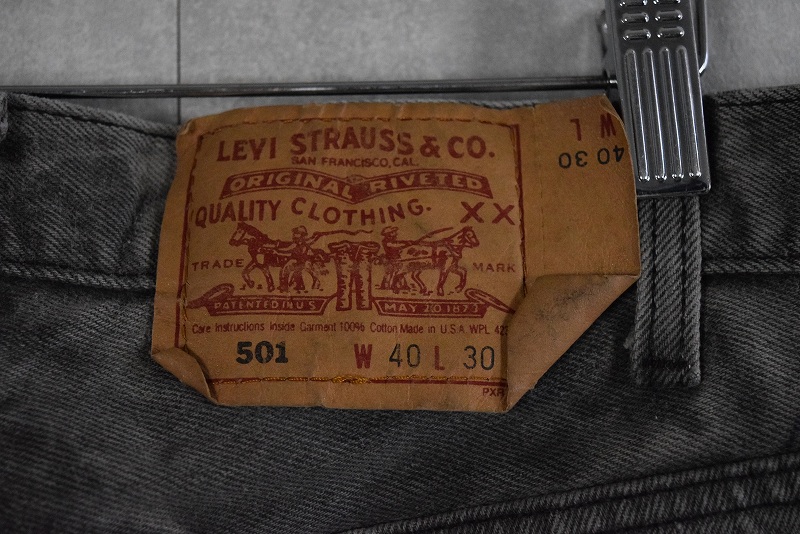 LEVI STRAUSS & CO.
SAN FRANCISCO, CAL.
ORIGINAL RIVETED
QUALITY CLOTHING. XX
TRADE MARK
PATENTED IN U S MAY 20 1873
Care Instructions Inside Garment 100% Cotton Made in U.S.A. WPL
501 W 40 L 30
W L
40 30